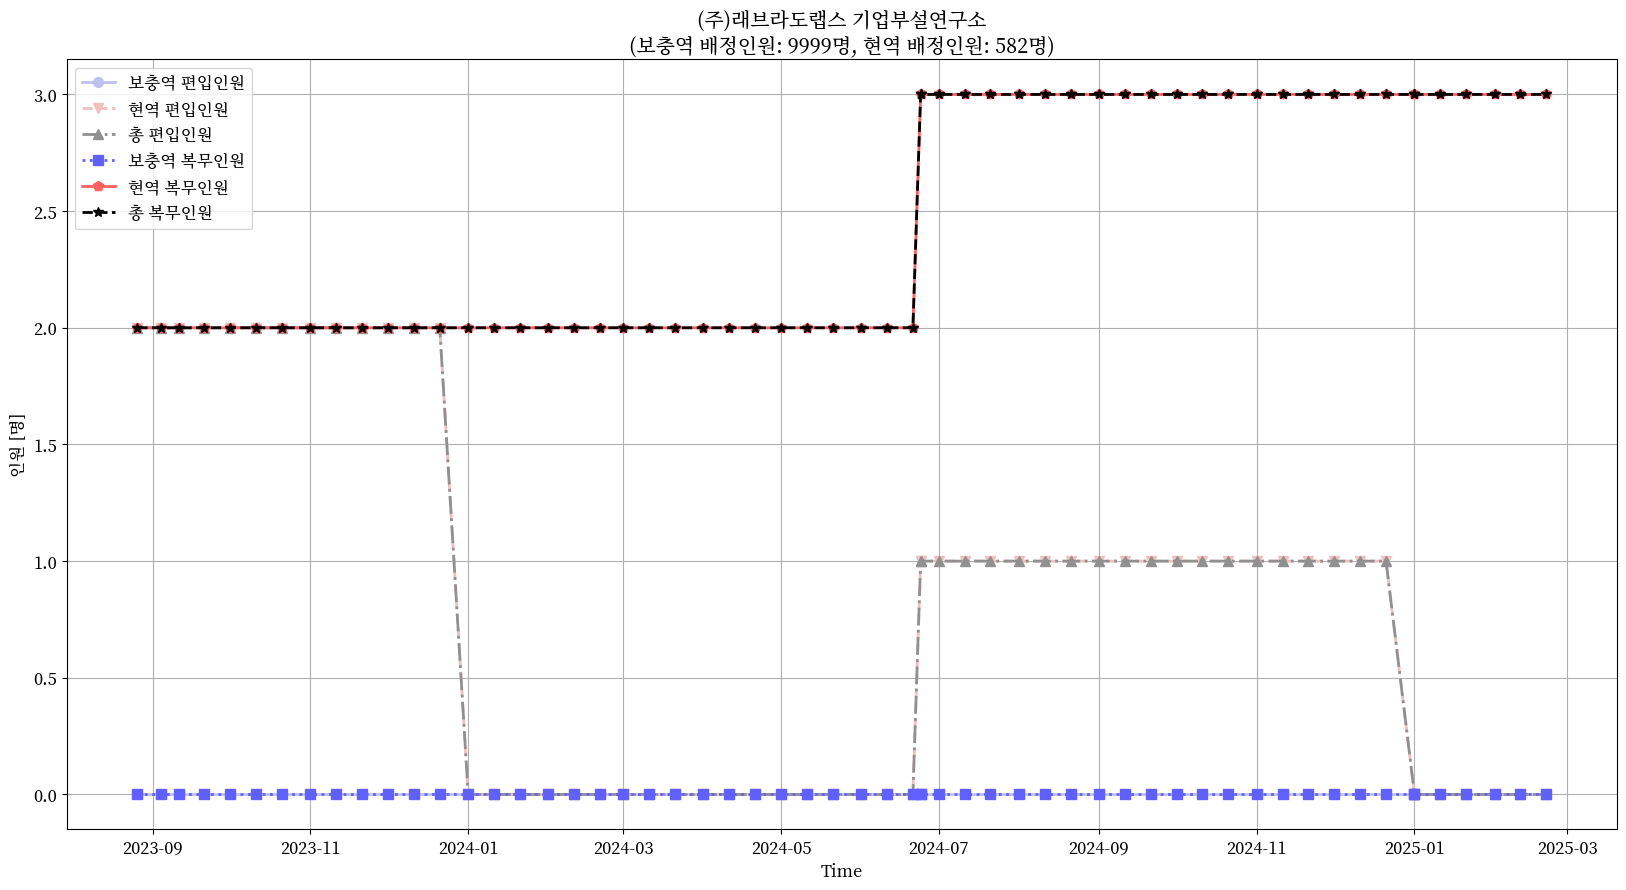 (주)래브라도랩스 기업부설연구소
(보충역 배정인원: 9999명, 현역 배정인원: 582명)
보충역 편입인원
현역 편입인원
총 편입인원
보충역 복무인원
현역 복무인원
총 복무인원
3.0
2.5
2.0
1.5
1.0
0.5
0.0
인원 [명]
2023-09
2023-11
2024-01
2024-03
2024-05
2024-07
2024-09
2024-11
2025-01
2025-03
Time